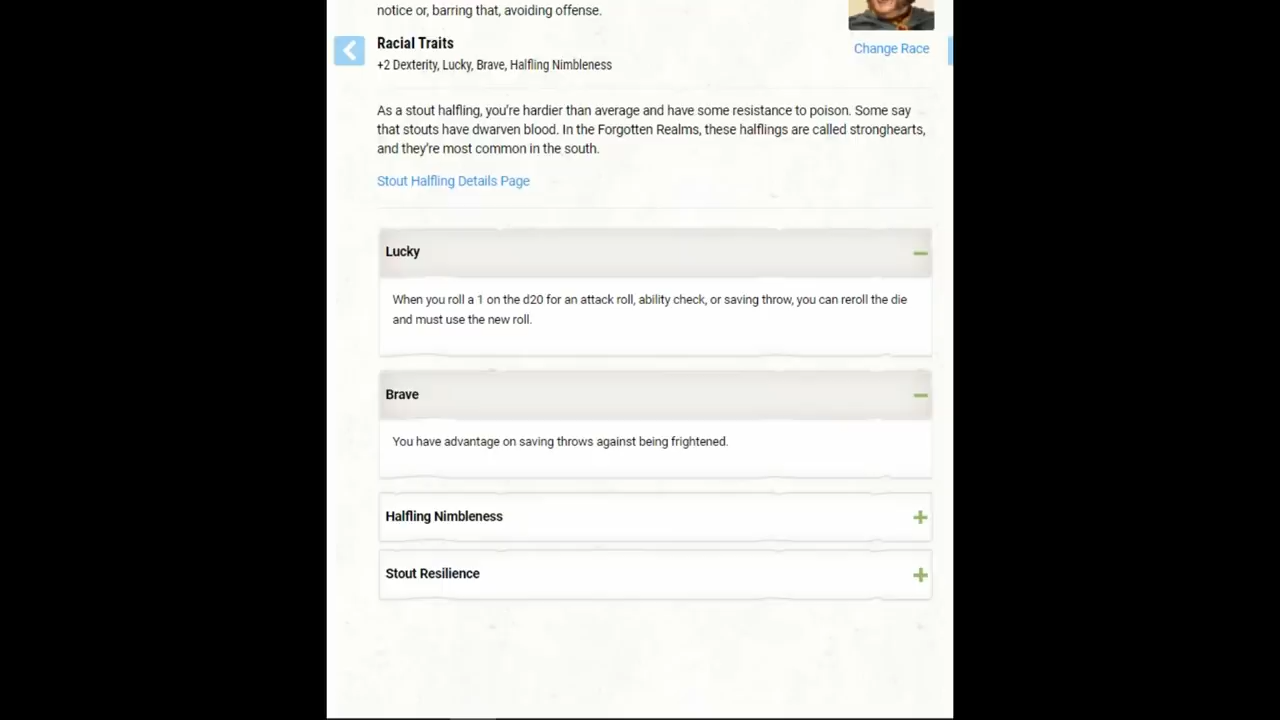 notice or, barring that, avoiding offense.
Racial Traits
Change Race
+2 Dexterity, Lucky, Brave, Halfling Nimbleness
As a stout halfling, you're hardier than average and have some resistance to poison. Some say
that stouts have dwarven blood. In the Forgotten Realms, these halflings are called stronghearts,
and they're most common in the south.
Stout Halfling Details Page
Lucky
When you roll a 1 on the d20 for an attack roll, ability check, or saving throw, you can reroll the die
and must use the new roll.
Brave
You have advantage on saving throws against being frightened.
Halfling Nimbleness
Stout Resilience